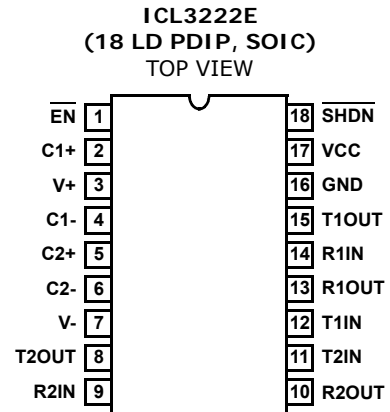 ICL3222E
(18 LD PDIP, SOIC)
TOP VIEW
EN 1 18 SHDN
C1+ 2 17 VCC
V+ 3 16 GND
C1- 4 15 T1OUT
C2+ 5 14 R1IN
C2- 6 13 R1OUT
V- 7 12 T1IN
T2OUT 8 11 T2IN
R2IN 9 10 R2OUT